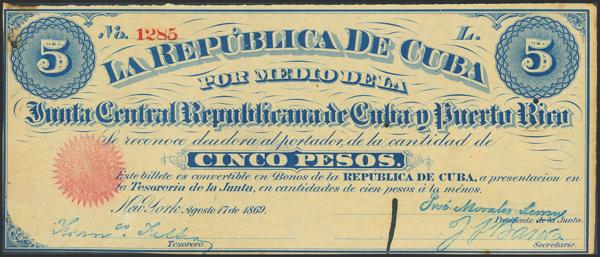 5 No. 1285 L. 5
LA REPÚBLICA DE CUBA
POR MEDIO DE LA
Junta Central Republicana de Cuba y Puerto Rico
Se reconoce deudora al portador, de la cantidad de
CINCO PESOS.
Este billete es convertible en Bonos de la REPÚBLICA DE CUBA, a presentacion en
la Tesoreria de la Junta, en cantidades de cien pesos á lo ménos.
New York Agosto 17 de 1869.
José Morales Lemus
Presidente de la Junta.
Tesorero.
Secretario.